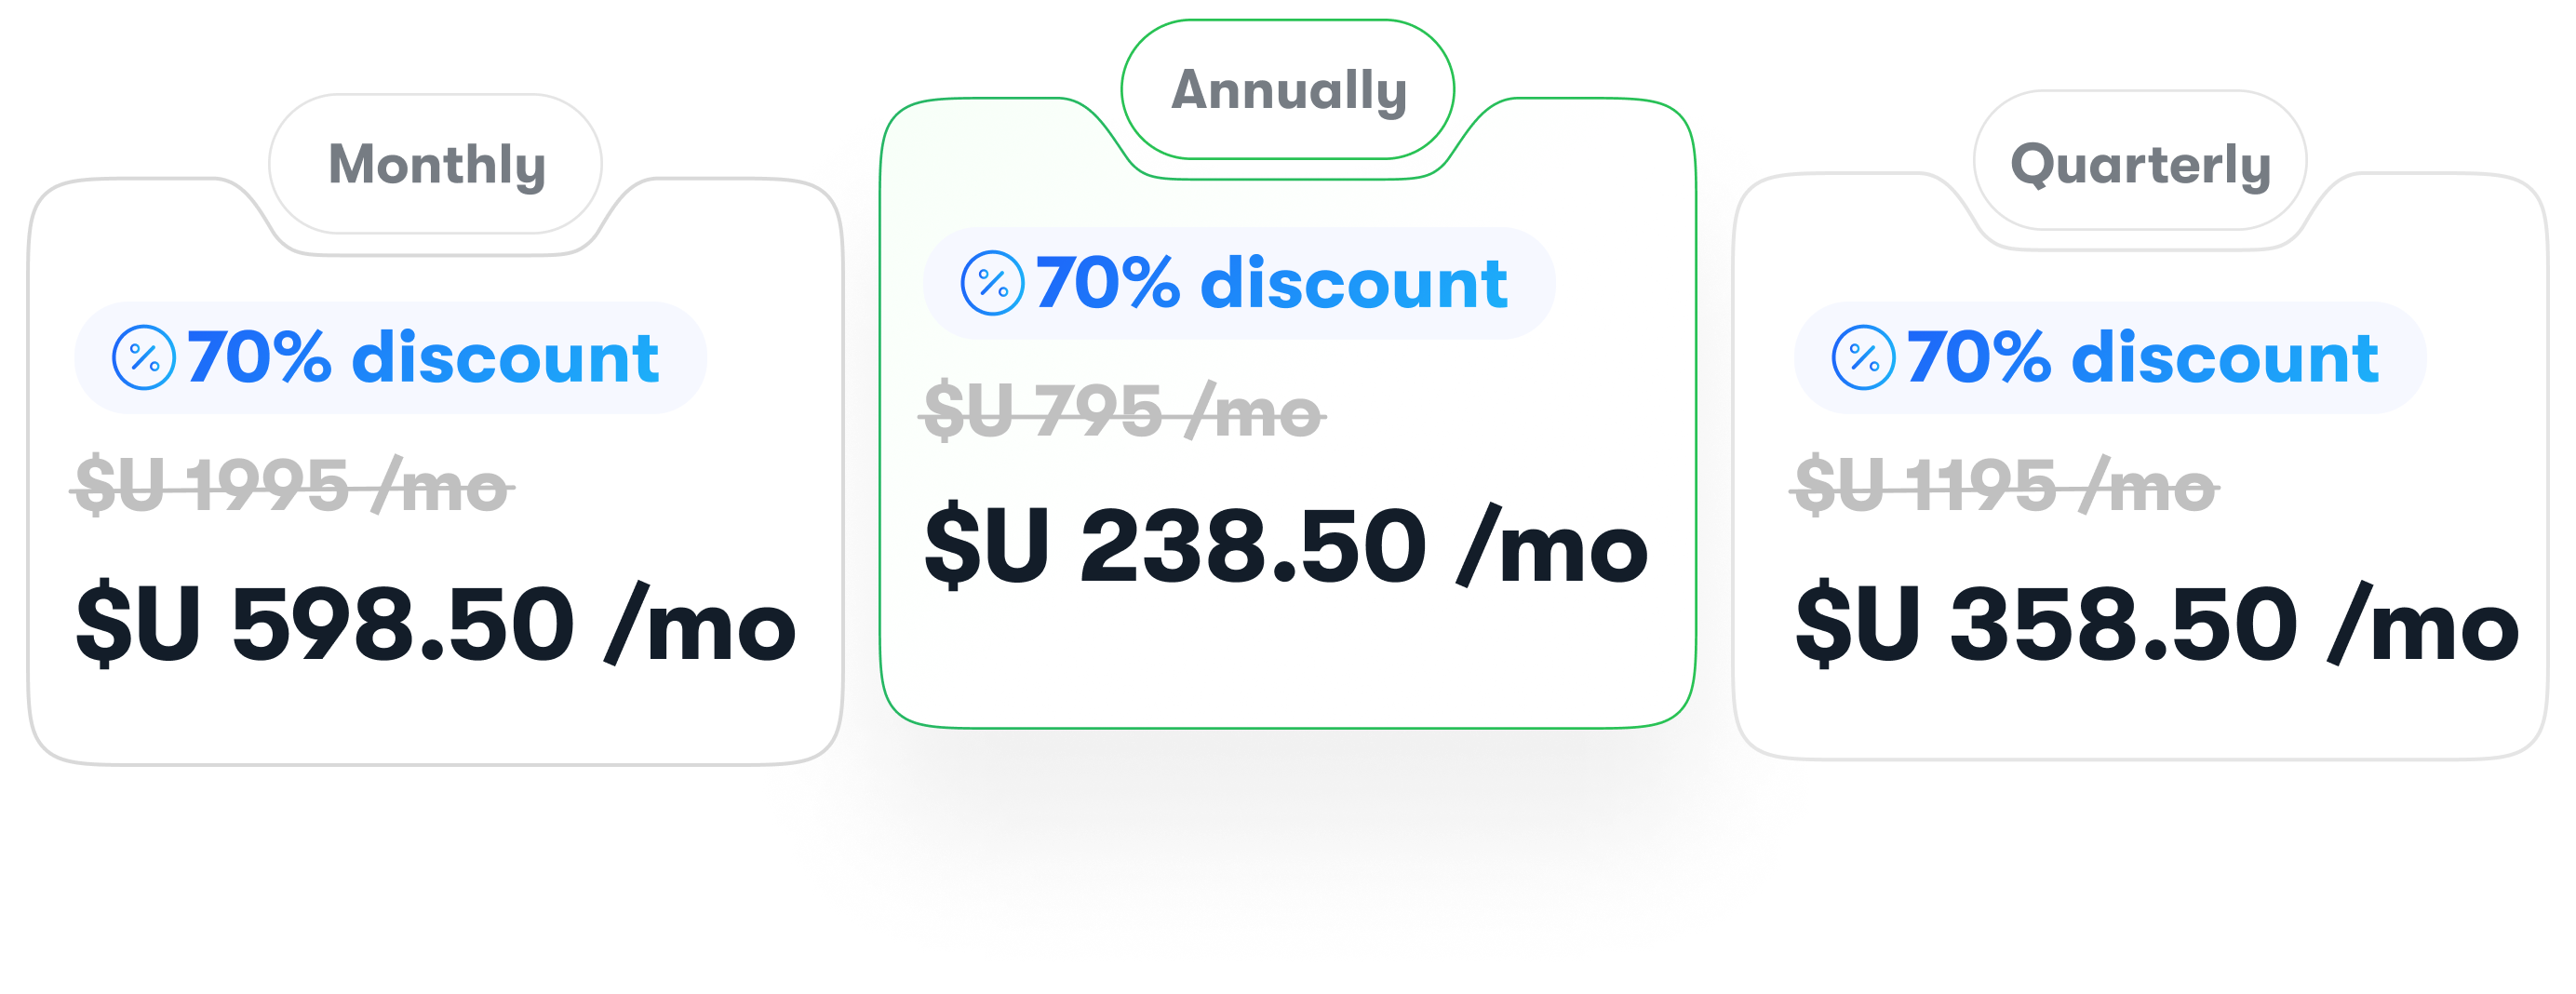 Monthly
70% discount
$U 1995 /mo
$U 598.50 /mo
Annually
70% discount
$U 795 /mo
$U 238.50 /mo
Quarterly
70% discount
$U 1195 /mo
$U 358.50 /mo